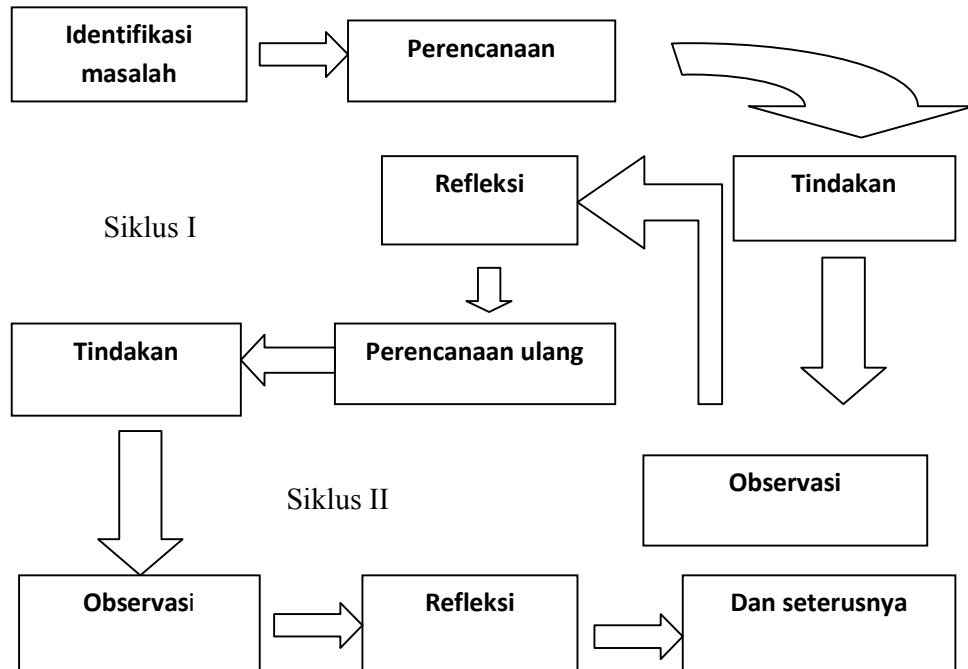 Identifikasi
masalah
Perencanaan
Refleksi
Tindakan
Siklus I
Tindakan
Perencanaan ulang
Observasi
Siklus II
Observasi
Refleksi
Dan seterusnya